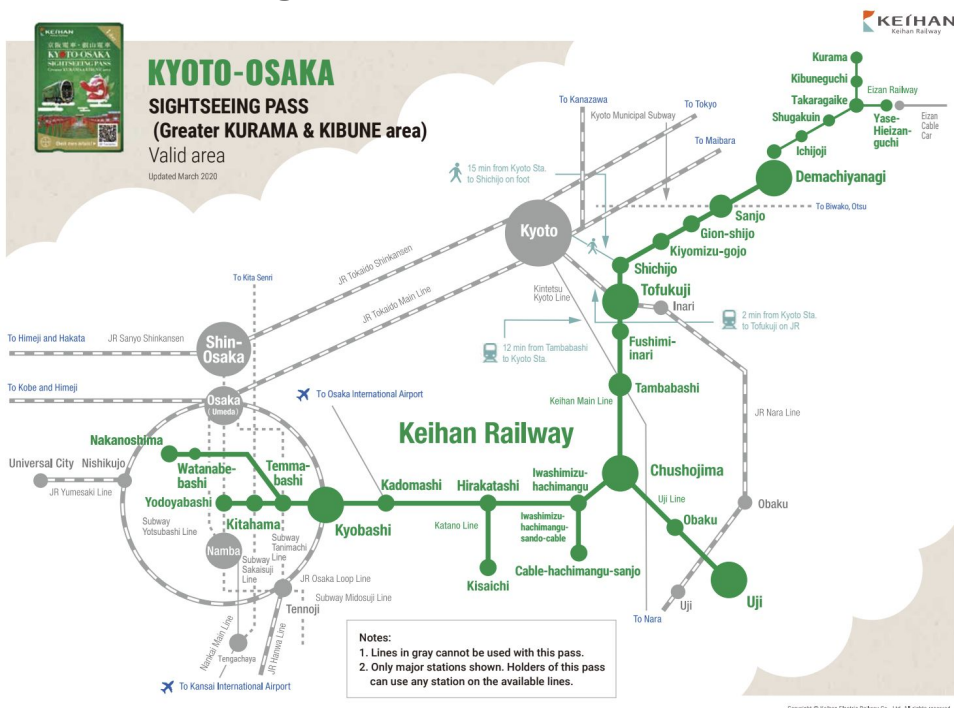 KEIHAN
Keihan Railway
KEIHAN
京阪電車・叡山電車
KYOTO-OSAKA
SIGHTSEEING PASS
KYOTO-OSAKA
SIGHTSEEING PASS
(Greater KURAMA & KIBUNE area)
Valid area
Updated March 2020
Kurama
Kibuneguchi
Eizan Railway
Takaragaike
Shugakuin
Yase-
Hieizan-
guchi
Eizan
Cable
Car
Ichijoji
Demachiyanagi
To Kanazawa
To Tokyo
Kyoto Municipal Subway
To Maibara
15 min from Kyoto Sta.
to Shichijo on foot
Sanjo
To Biwako, Otsu
Gion-shijo
Kiyomizu-gojo
Kyoto
Shichijo
Tofukuji
JR Tokaido Shinkansen
To Kita Senri
JR Tokaido Main Line
Kintetsu
Kyoto Line
Inari
2 min from Kyoto Sta.
to Tofukuji on JR
12 min from Tambabashi
to Kyoto Sta.
Fushimi-
inari
To Himeji and Hakata
JR Sanyo Shinkansen
Shin-
Osaka
Tambabashi
To Kobe and Himeji
Osaka
(Umeda)
To Osaka International Airport
Keihan Main Line
JR Nara Line
Keihan Railway
Nakanoshima
Universal City
Nishikujo
JR Yumesaki Line
Watanabe-
bashi
Temma-
bashi
Yodoyabashi
Kitahama
Kyobashi
Kadomashi
Hirakatashi
Iwashimizu-
hachimangu
Chushojima
Uji Line
Obaku
Obaku
Katano Line
Iwashimizu-
hachimangu-
sando-cable
Cable-hachimangu-sanjo
Kisaichi
Uji
Uji
To Nara
Subway
Yotsubashi Line
Namba
Subway
Sakaisuji
Line
Subway
Tanimachi
Line
JR Osaka Loop Line
Subway Midosuji Line
Tennoji
Nankai Main Line
Tengachaya
JR Hanwa Line
To Kansai International Airport
Notes:
1. Lines in gray cannot be used with this pass.
2. Only major stations shown. Holders of this pass
can use any station on the available lines.